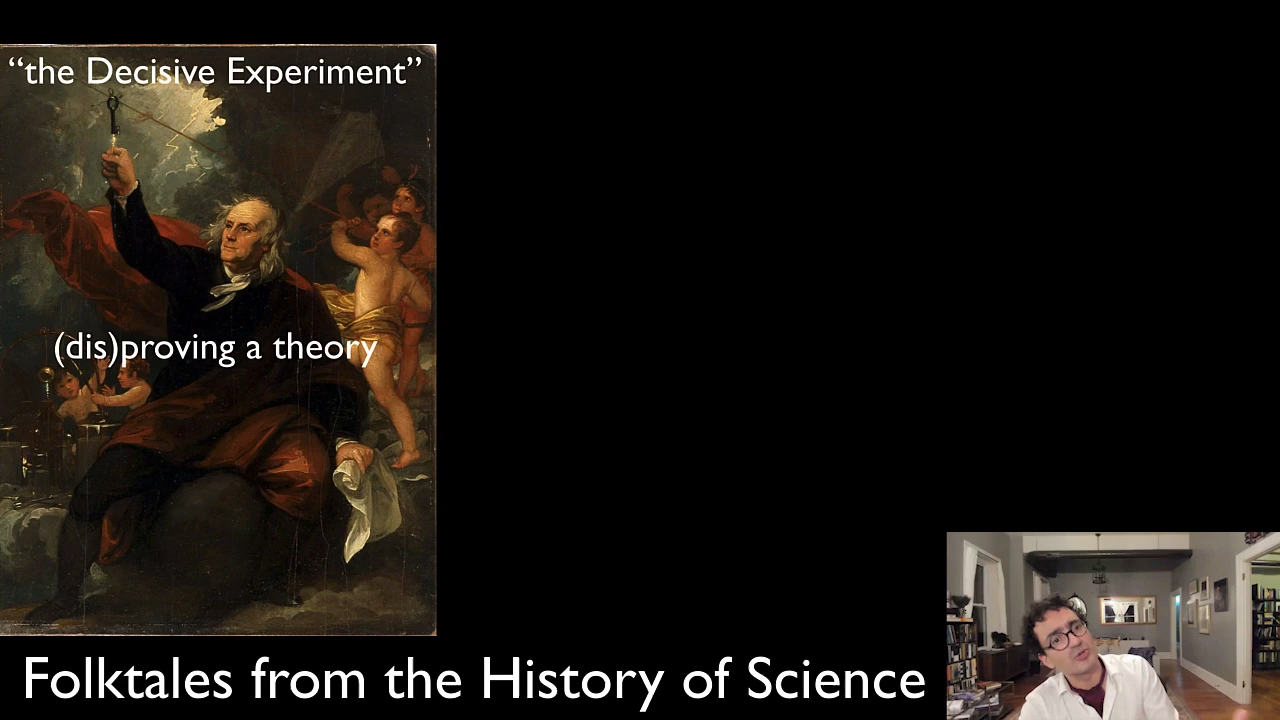 “the Decisive Experiment”
(dis)proving a theory
Folktales from the History of Science